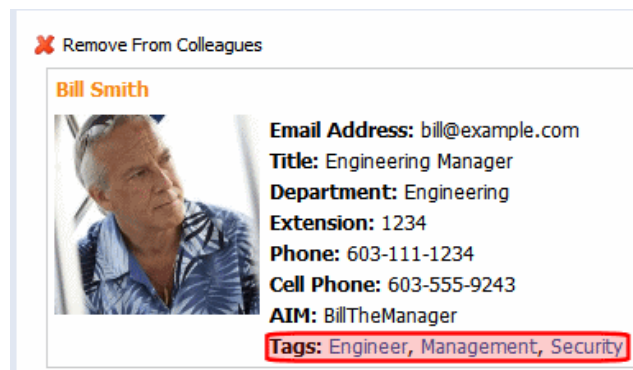 Remove From Colleagues
Bill Smith
Email Address: bill@example.com
Title: Engineering Manager
Department: Engineering
Extension: 1234
Phone: 603-111-1234
Cell Phone: 603-555-9243
AIM: BillTheManager
Tags: Engineer, Management, Security